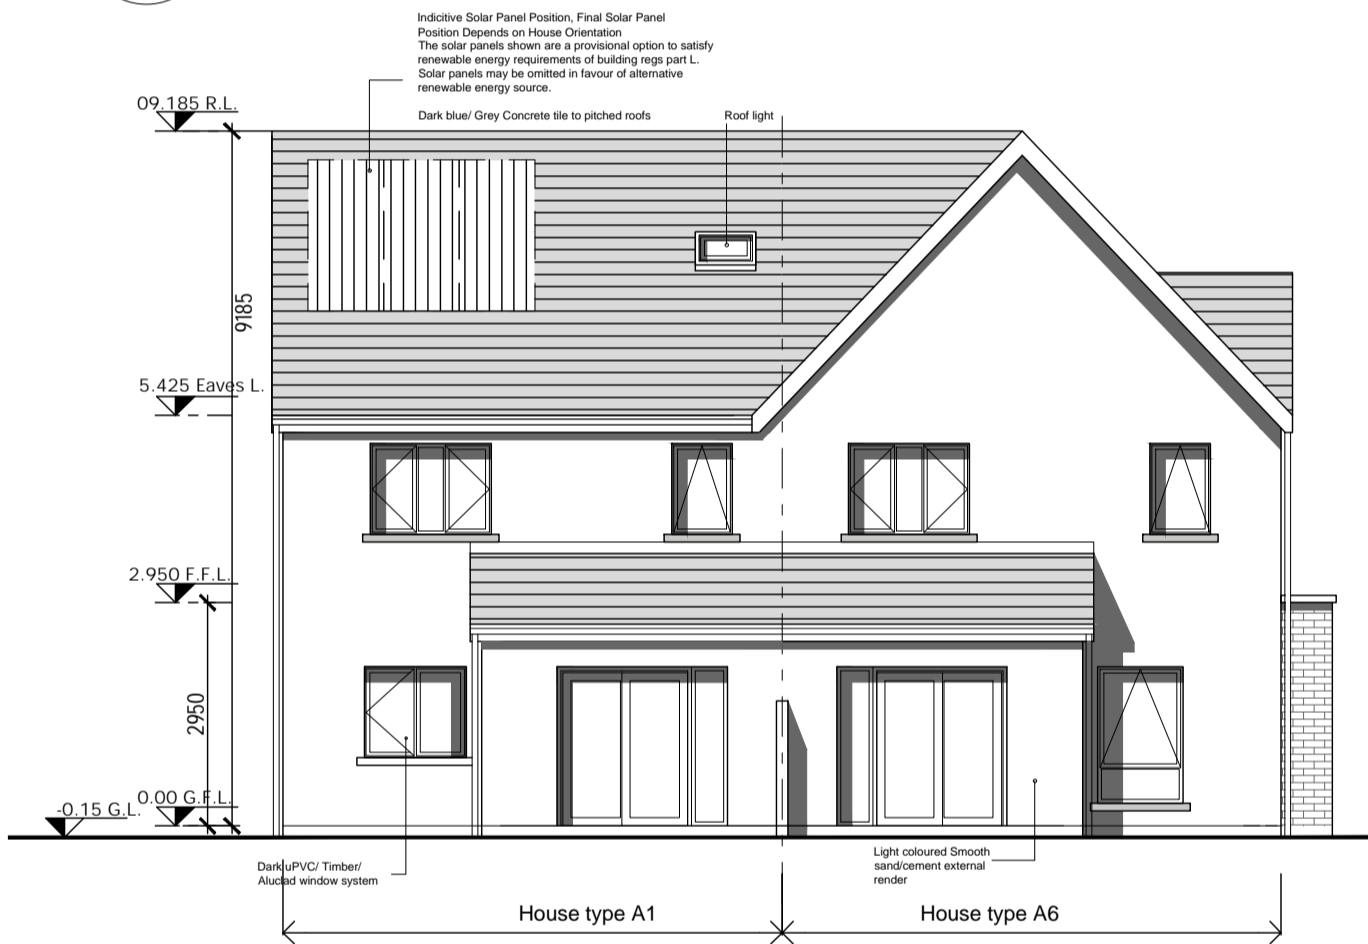 Indicitive Solar Panel Position, Final Solar Panel
Position Depends on House Orientation
The solar panels shown are a provisional option to satisfy
renewable energy requirements of building regs part L.
Solar panels may be omitted in favour of alternative
renewable energy source.
Dark blue/ Grey Concrete tile to pitched roofs
Roof light
09.185 R.L.
9185
5.425 Eaves L.
2.950 F.F.L.
2950
0.00 G.F.L.
-0.15 G.L.
Dark uPVC/ Timber/
Aluclad window system
Light coloured Smooth
sand/cement external
render
House type A1
House type A6